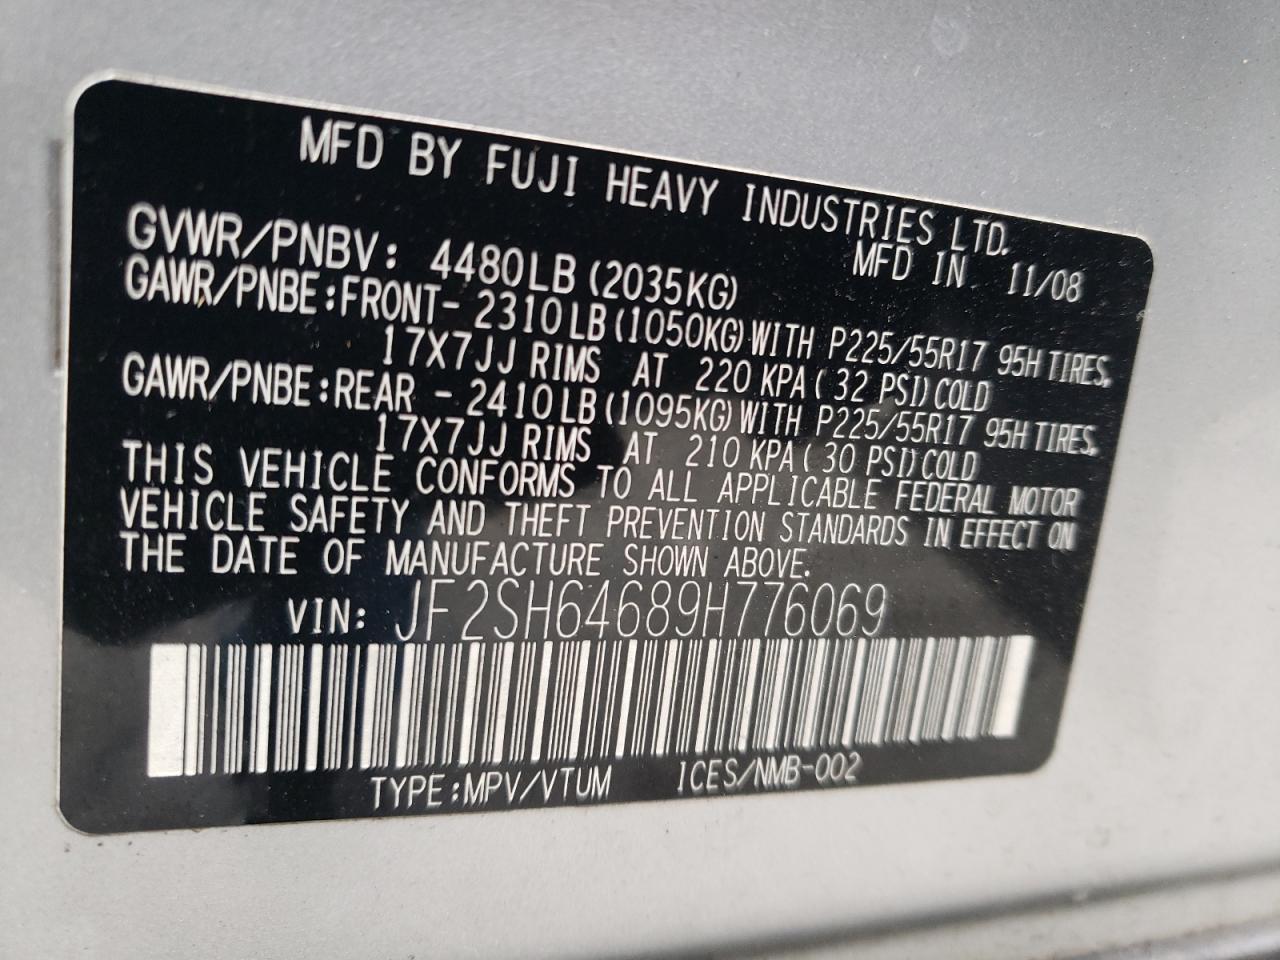 MFD BY FUJI HEAVY INDUSTRIES LTD.
MFD IN 11/08
GVWR/PNBV: 4480LB (2035KG)
GAWR/PNBE:FRONT- 2310LB(1050KG)WITH P225/55R17 95H TIRES,
17X7JJ RIMS AT 220 KPA( 32 PSI)COLD
GAWR/PNBE:REAR - 2410LB(1095KG)WITH P225/55R17 95H TIRES,
17X7JJ RIMS AT 210 KPA( 30 PSI)COLD
THIS VEHICLE CONFORMS TO ALL APPLICABLE FEDERAL MOTOR
VEHICLE SAFETY AND THEFT PREVENTION STANDARDS IN EFFECT ON
THE DATE OF MANUFACTURE SHOWN ABOVE.
VIN: JF2SH64689H776069
TYPE:MPV/VTUM ICES/NMB-002